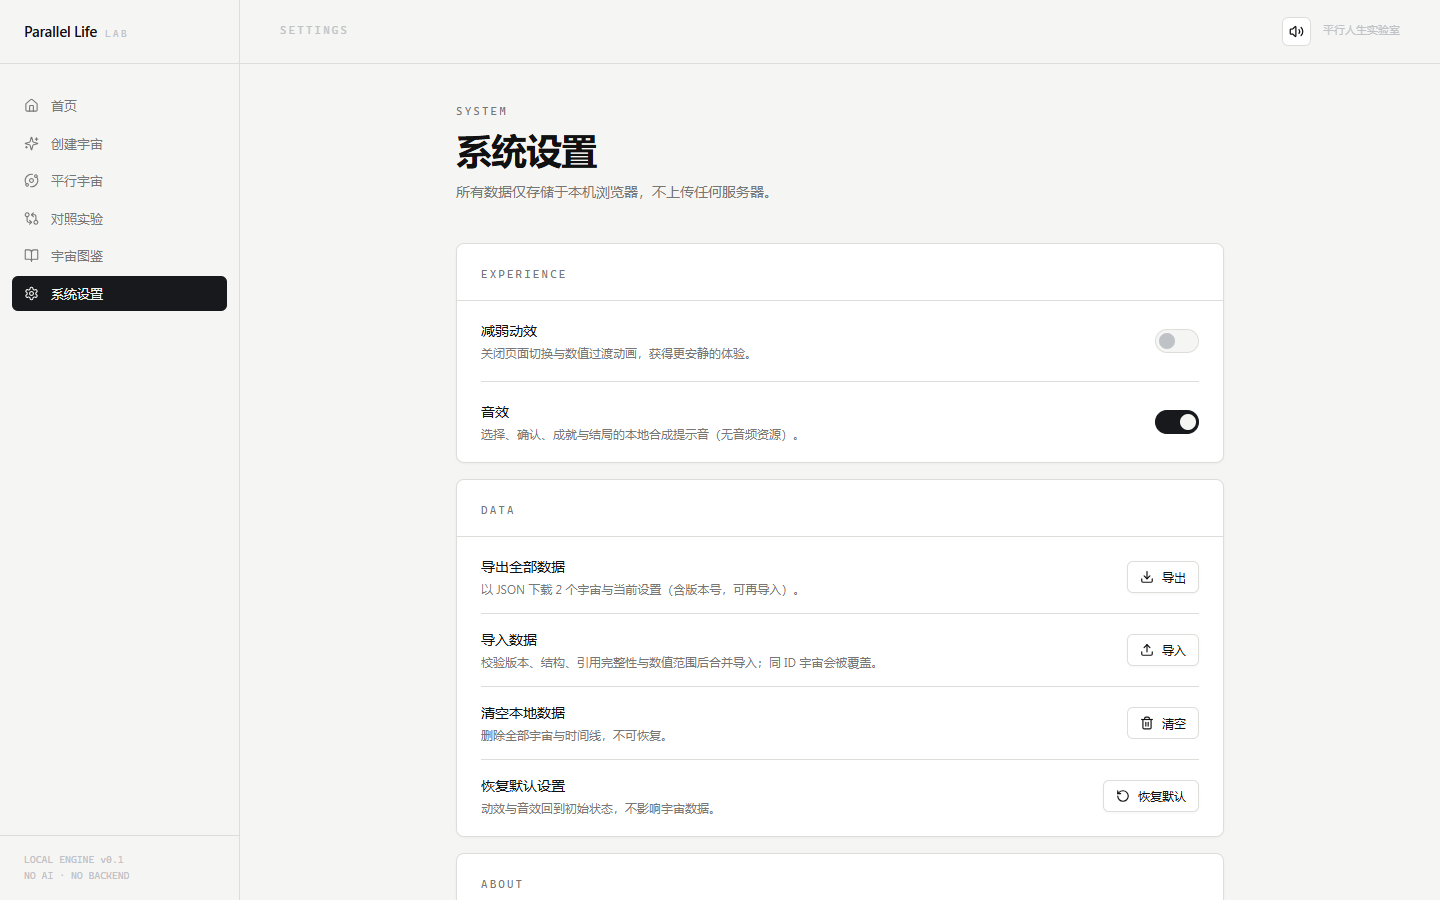 Parallel Life LAB
首页
创建宇宙
平行宇宙
对照实验
宇宙图鉴
系统设置
LOCAL ENGINE v0.1
NO AI · NO BACKEND
SETTINGS
平行人生实验室
SYSTEM
系统设置
所有数据仅存储于本机浏览器，不上传任何服务器。
EXPERIENCE
减弱动效
关闭页面切换与数值过渡动画，获得更安静的体验。
音效
选择、确认、成就与结局的本地合成提示音（无音频资源）。
DATA
导出全部数据
以 JSON 下载 2 个宇宙与当前设置（含版本号，可再导入）。
导出
导入数据
校验版本、结构、引用完整性与数值范围后合并导入；同 ID 宇宙会被覆盖。
导入
清空本地数据
删除全部宇宙与时间线，不可恢复。
清空
恢复默认设置
动效与音效回到初始状态，不影响宇宙数据。
恢复默认
ABOUT